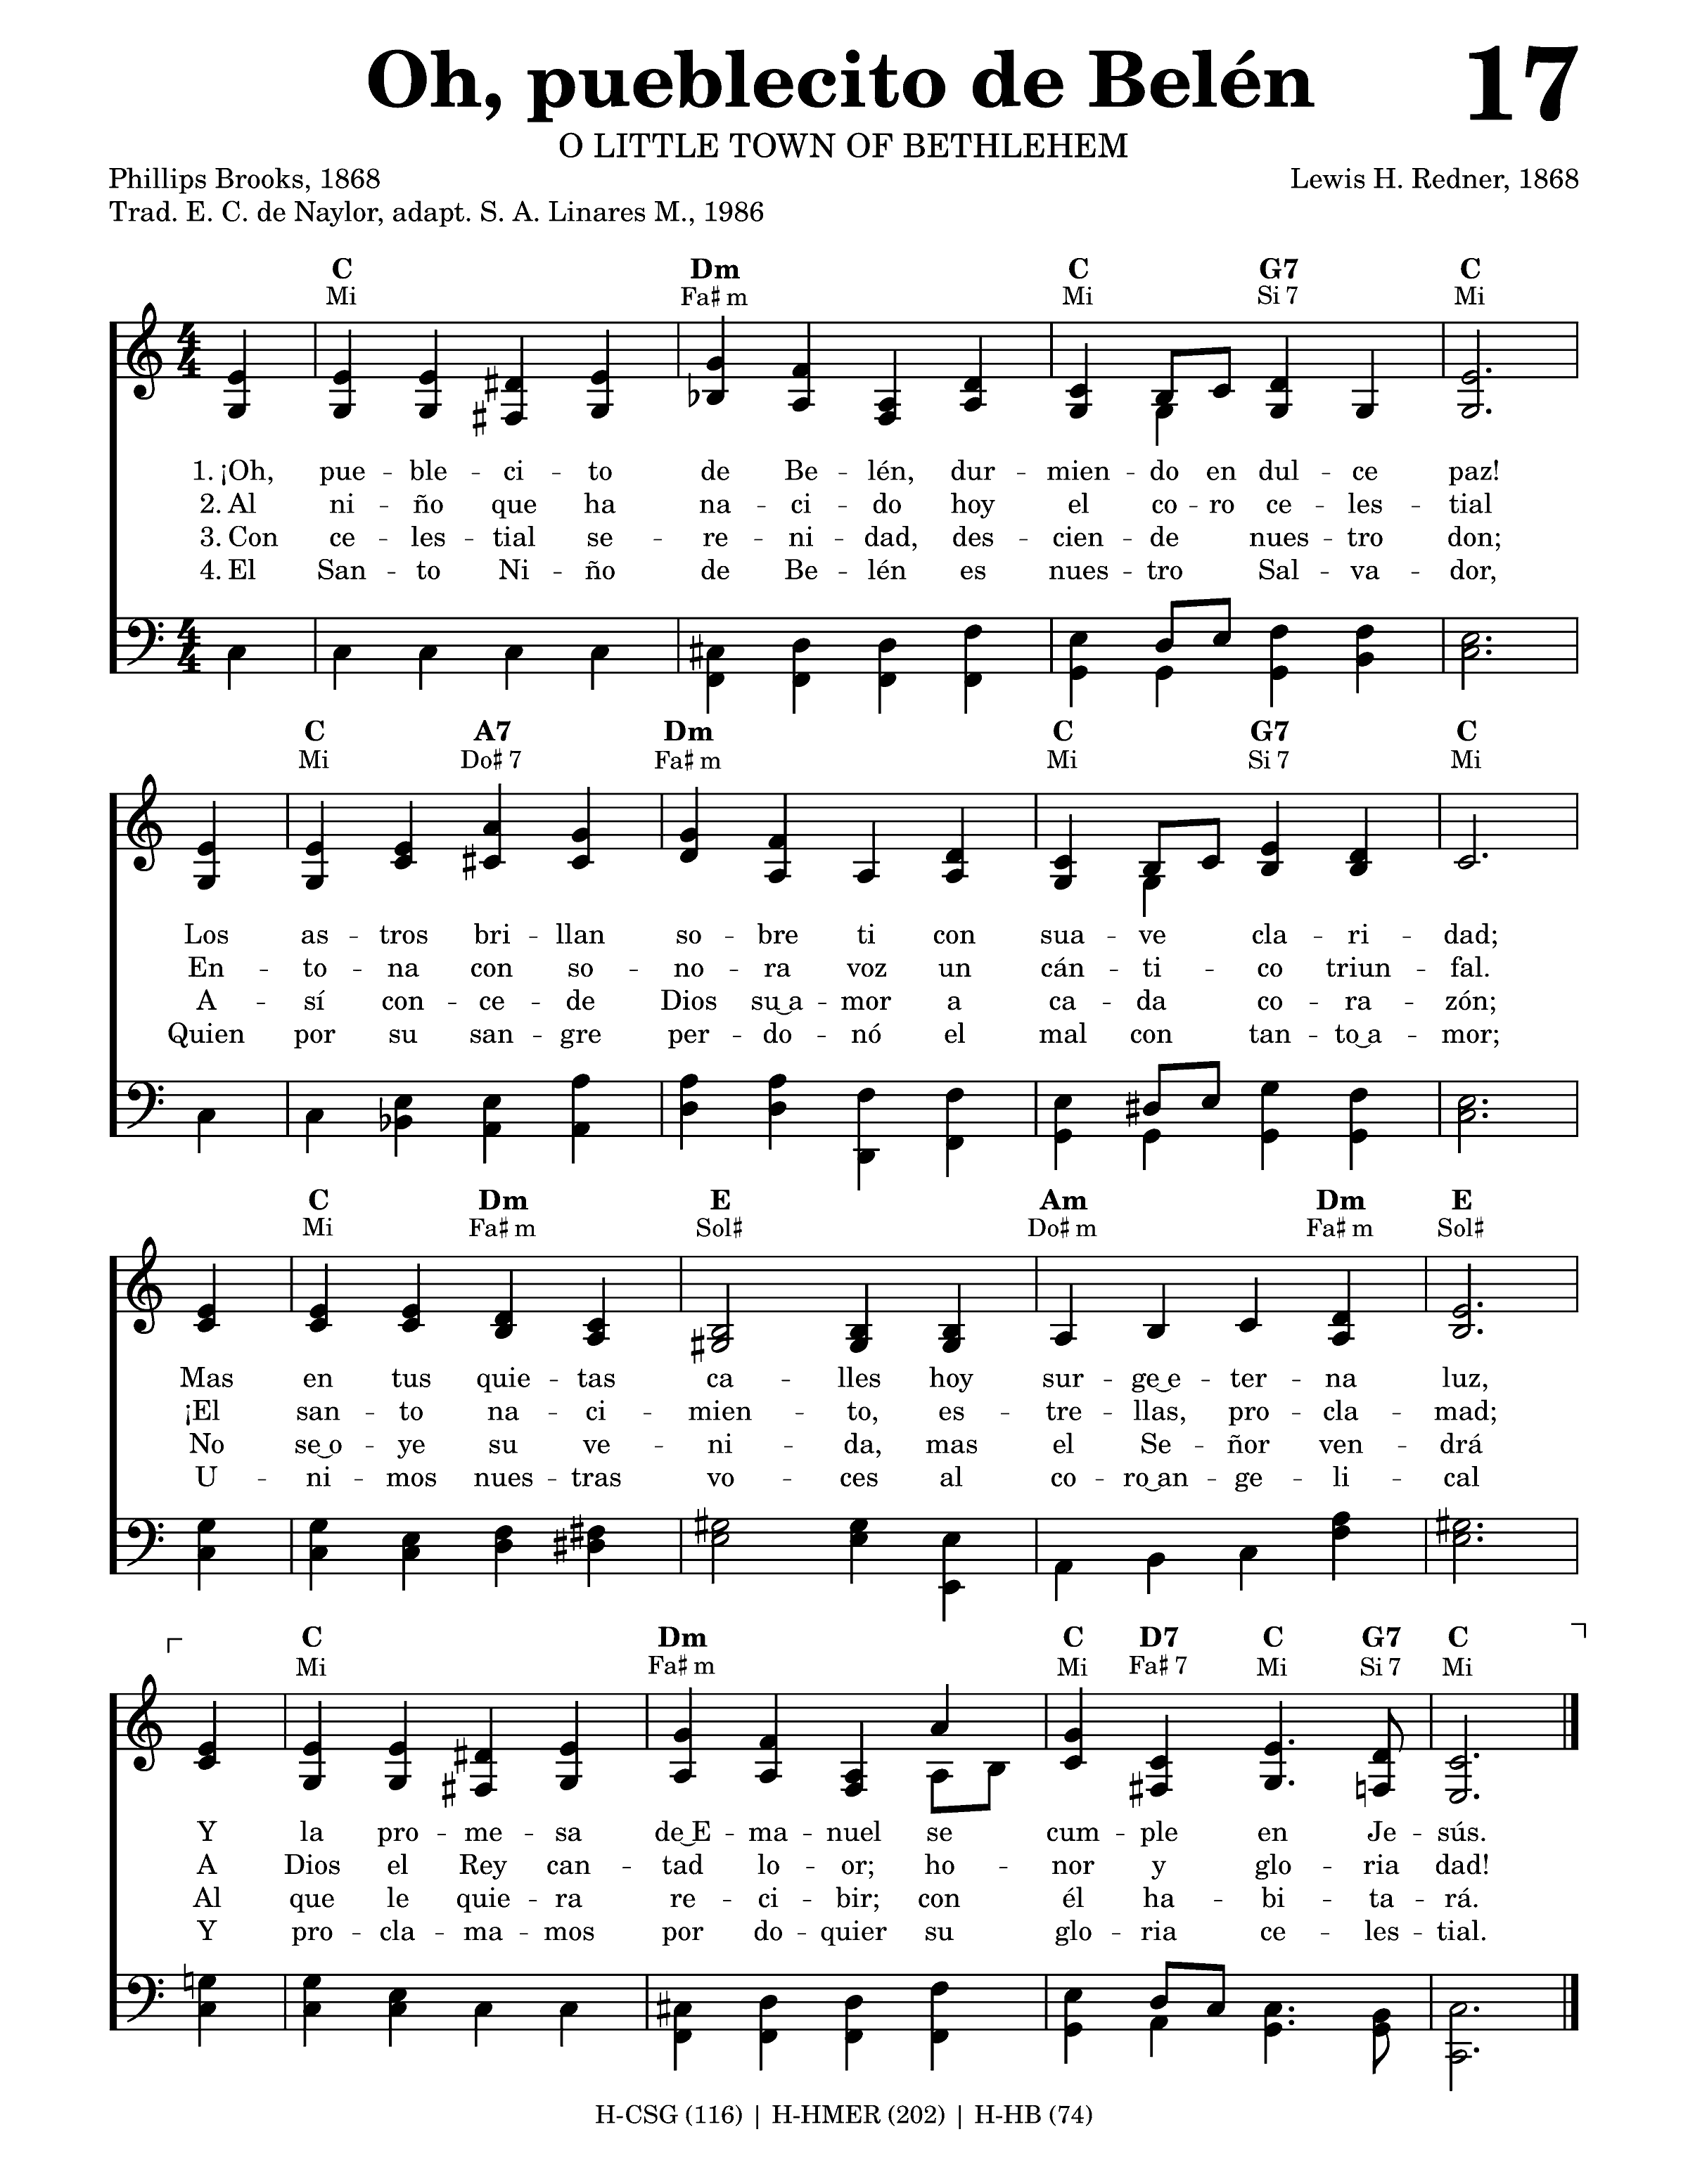 Oh, pueblecito de Belén 17
O LITTLE TOWN OF BETHLEHEM
Phillips Brooks, 1868 Lewis H. Redner, 1868
Trad. E. C. de Naylor, adapt. S. A. Linares M., 1986
C Dm C G7 C
Mi Fa♯ m Mi Si 7 Mi
1. ¡Oh, pue – ble – ci – to de Be – lén, dur – mien – do en dul – ce paz!
2. Al ni – ño que ha na – ci – do hoy el co – ro ce – les – tial
3. Con ce – les – tial se – re – ni – dad, des – cien – de nues – tro don;
4. El San – to Ni – ño de Be – lén es nues – tro Sal – va – dor,
C A7 Dm C G7 C
Mi Do♯ 7 Fa♯ m Mi Si 7 Mi
Los as – tros bri – llan so – bre ti con sua – ve cla – ri – dad;
En – to – na con so – no – ra voz un cán – ti – co triun – fal.
A – sí con – ce – de Dios su‿a – mor a ca – da co – ra – zón;
Quien por su san – gre per – do – nó el mal con tan – to‿a – mor;
C Dm E Am Dm E
Mi Fa♯ m Sol♯ Do♯ m Fa♯ m Sol♯
Mas en tus quie – tas ca – lles hoy sur – ge‿e – ter – na luz,
¡El san – to na – ci – mien – to, es – tre – llas, pro – cla – mad;
No se‿o – ye su ve – ni – da, mas el Se – ñor ven – drá
U – ni – mos nues – tras vo – ces al co – ro‿an – ge – li – cal
C Dm C D7 C G7 C
Mi Fa♯ m Mi Fa♯ 7 Mi Si 7 Mi
Y la pro – me – sa de‿E – ma – nuel se cum – ple en Je – sús.
A Dios el Rey can – tad lo – or; ho – nor y glo – ria dad!
Al que le quie – ra re – ci – bir; con él ha – bi – ta – rá.
Y pro – cla – ma – mos por do – quier su glo – ria ce – les – tial.
H-CSG (116) | H-HMER (202) | H-HB (74)